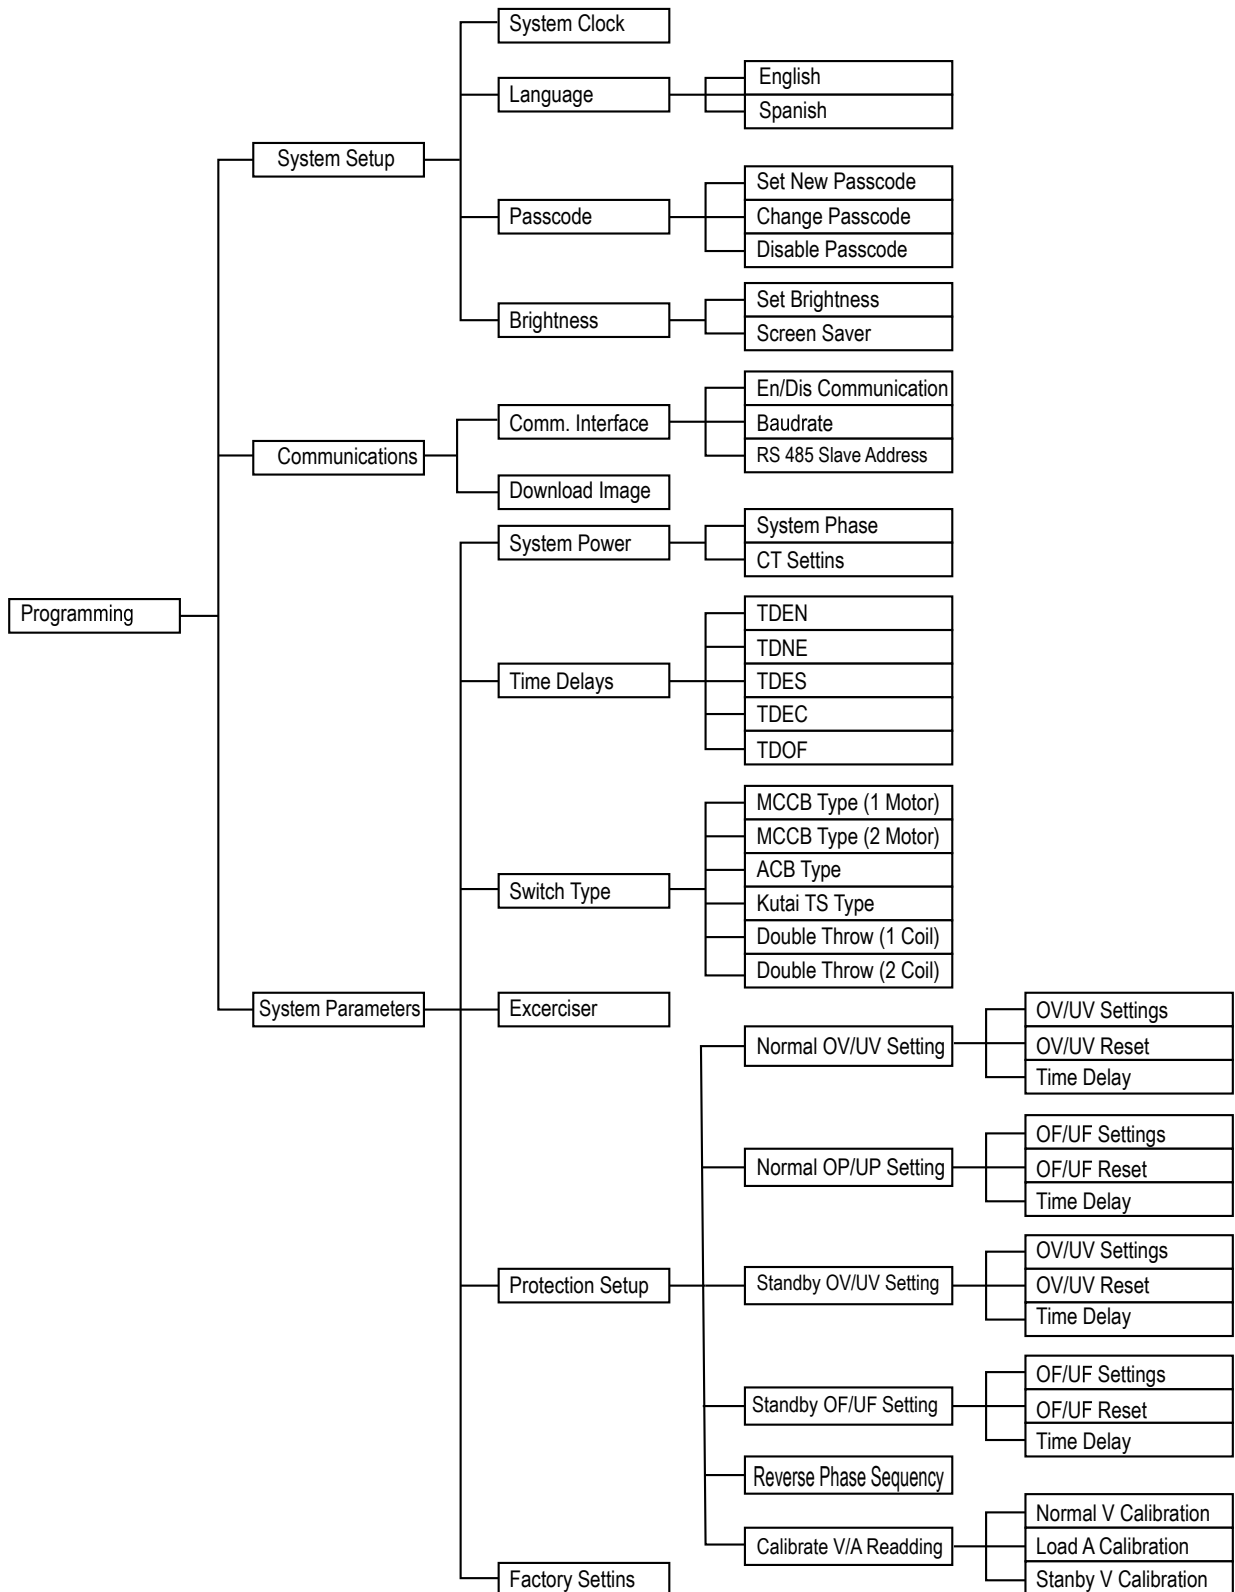 System Clock
Language
English
Spanish
System Setup
Passcode
Set New Passcode
Change Passcode
Disable Passcode
Brightness
Set Brightness
Screen Saver
Communications
Comm. Interface
En/Dis Communication
Baudrate
RS 485 Slave Address
Download Image
Programming
System Power
System Phase
CT Settins
Time Delays
TDEN
TDNE
TDES
TDEC
TDOF
Switch Type
MCCB Type (1 Motor)
MCCB Type (2 Motor)
ACB Type
Kutai TS Type
Double Throw (1 Coil)
Double Throw (2 Coil)
System Parameters
Excerciser
Protection Setup
Normal OV/UV Setting
OV/UV Settings
OV/UV Reset
Time Delay
Normal OP/UP Setting
OF/UF Settings
OF/UF Reset
Time Delay
Standby OV/UV Setting
OV/UV Settings
OV/UV Reset
Time Delay
Standby OF/UF Setting
OF/UF Settings
OF/UF Reset
Time Delay
Reverse Phase Sequency
Calibrate V/A Readding
Normal V Calibration
Load A Calibration
Stanby V Calibration
Factory Settins